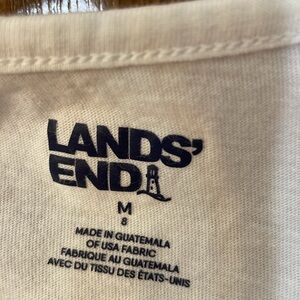 LANDS'
END
M
8
MADE IN GUATEMALA
OF USA FABRIC
FABRIQUE AU GUATEMALA
AVEC DU TISSU DES ÉTATS-UNIS